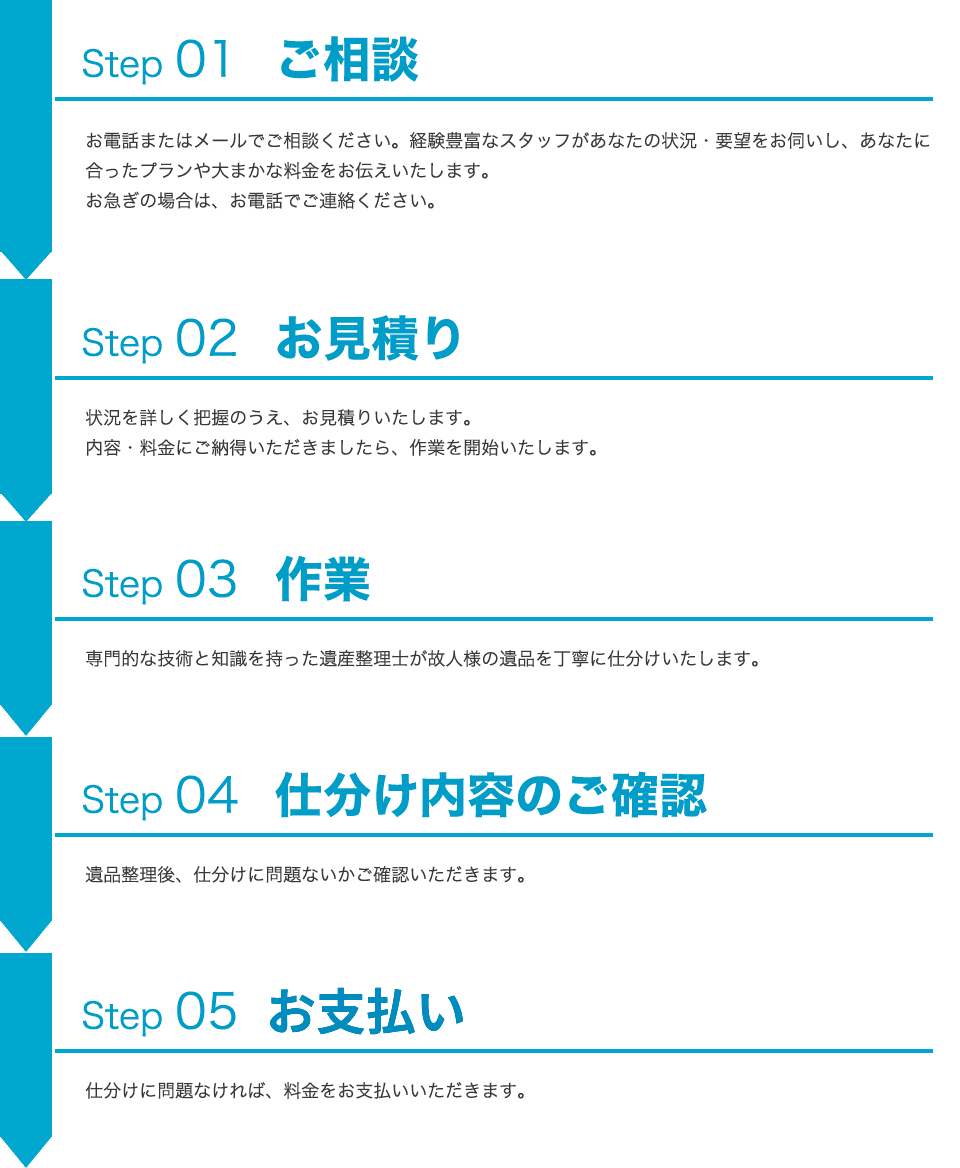 Step 01 ご相談
お電話またはメールでご相談ください。経験豊富なスタッフがあなたの状況・要望をお伺いし、あなたに
合ったプランや大まかな料金をお伝えいたします。
お急ぎの場合は、お電話でご連絡ください。
Step 02 お見積り
状況を詳しく把握のうえ、お見積りいたします。
内容・料金にご納得いただきましたら、作業を開始いたします。
Step 03 作業
専門的な技術と知識を持った遺産整理士が故人様の遺品を丁寧に仕分けいたします。
Step 04 仕分け内容のご確認
遺品整理後、仕分けに問題ないかご確認いただきます。
Step 05 お支払い
仕分けに問題なければ、料金をお支払いいただきます。